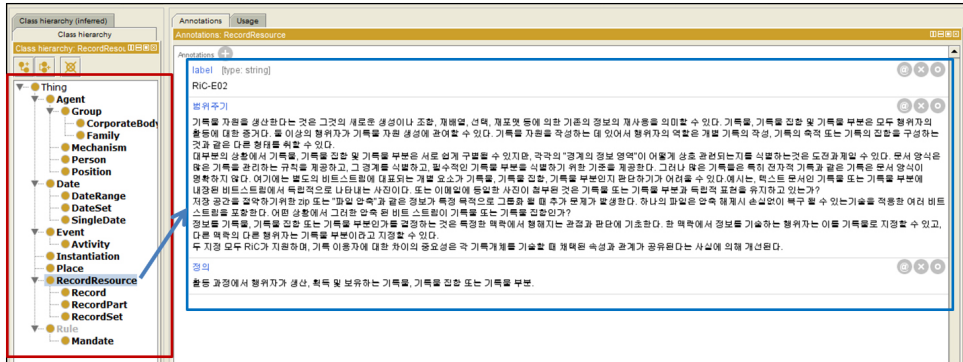 Class hierarchy (inferred)
Class hierarchy
Class hierarchy: RecordResou
Thing
Agent
Group
CorporateBody
Family
Mechanism
Person
Position
Date
DateRange
DateSet
SingleDate
Event
Avtivity
Instantiation
Place
RecordResource
Record
RecordPart
RecordSet
Rule
Mandate
Annotations Usage
Annotations: RecordResource
Annotations
label [type: string]
RiC-E02
범위주기
기록물 자원을 생산한다는 것은 그것의 새로운 생성이나 조합, 재배열, 선택, 재포맷 등에 의한 기존의 정보의 재사용을 의미할 수 있다. 기록물, 기록물 집합 및 기록물 부분은 모두 행위자의
활동에 대한 증거다. 둘 이상의 행위자가 기록물 자원 생성에 관여할 수 있다. 기록물 자원을 작성하는 데 있어서 행위자의 역할은 개별 기록의 작성, 기록의 축적 또는 기록의 집합을 구성하는
것과 같은 다른 형태를 취할 수 있다.
대부분의 상황에서 기록물, 기록물 집합 및 기록물 부분은 서로 쉽게 구별될 수 있지만, 각각의 "경계의 정보 영역"이 어떻게 상호 관련되는지를 식별하는것은 도전과제일 수 있다. 문서 양식은
많은 기록을 관리하는 규칙을 제공하고, 그 경계를 식별하고, 필수적인 기록물 부분을 식별하기 위한 기준을 제공한다. 그러나 많은 기록물은 특히 전자적 기록과 같은 기록은 문서 양식이
명확하지 않다. 여기에는 별도의 비트스트림에 대표되는 개별 요소가 기록물, 기록물 집합, 기록물 부분인지 판단하기가 어려울 수 있다. 예에서는, 텍스트 문서인 기록물 또는 기록물 부분에
내장된 비트스트림에서 독립적으로 나타내는 사진이다. 또는 이메일에 동일한 사진이 첨부된 것은 기록물 또는 기록물 부분과 독립적 표현을 유지하고 있는가?
저장 공간을 절약하기위한 zip 또는 "파일 압축"과 같은 정보가 특정 목적으로 그룹화 될 때 추가 문제가 발생한다. 하나의 파일은 압축 해제시 손실없이 복구 될 수 있는기술을 적용한 여러 비트
스트림을 포함한다. 어떤 상황에서 그러한 압축 된 비트 스트림이 기록물 또는 기록물 집합인가?
정보를 기록물, 기록물 집합 또는 기록물 부분인가를 결정하는 것은 특정한 맥락에서 행해지는 관점과 판단에 기초한다. 한 맥락에서 정보를 기술하는 행위자는 이를 기록물로 지정할 수 있고,
다른 맥락의 다른 행위자는 기록물 부분이라고 지정할 수 있다.
두 지정 모두 RiC가 지원하며, 기록 이용자에 대한 차이의 중요성은 각 기록개체를 기술할 때 채택된 속성과 관계가 공유된다는 사실에 의해 개선된다.
정의
활동 과정에서 행위자가 생산, 획득 및 보유하는 기록물, 기록물 집합 또는 기록물 부분.